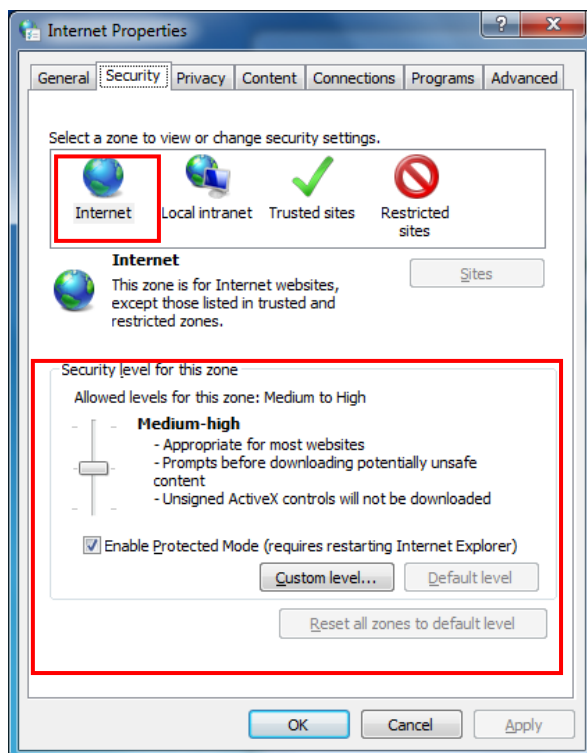 Internet Properties
?
X
General Security Privacy Content Connections Programs Advanced
Select a zone to view or change security settings.
Internet Local intranet Trusted sites Restricted
sites
Internet
Sites
This zone is for Internet websites,
except those listed in trusted and
restricted zones.
Security level for this zone
Allowed levels for this zone: Medium to High
Medium-high
- Appropriate for most websites
- Prompts before downloading potentially unsafe
content
- Unsigned ActiveX controls will not be downloaded
Enable Protected Mode (requires restarting Internet Explorer)
Custom level... Default level
Reset all zones to default level
OK Cancel Apply